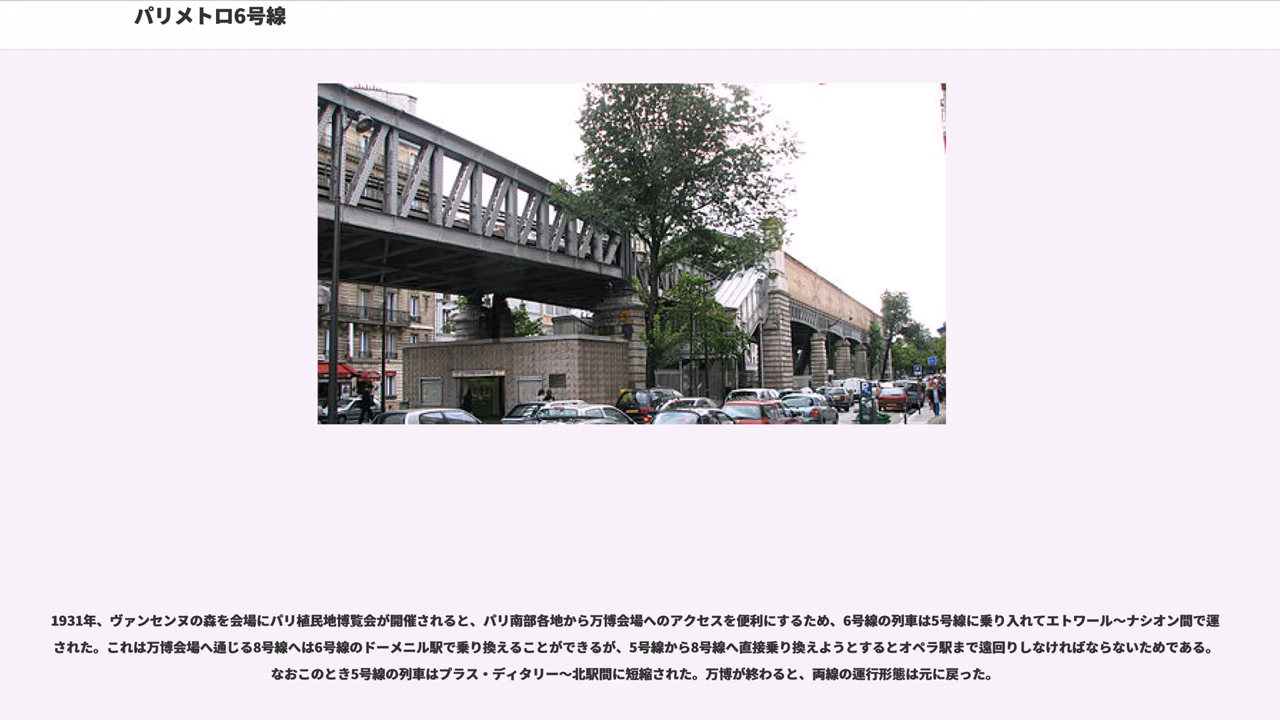 パリメトロ6号線
1931年、ヴァンセンヌの森を会場にパリ植民地博覧会が開催されると、パリ南部各地から万博会場へのアクセスを便利にするため、6号線の列車は5号線に乗り入れてエトワール〜ナシオン間で運
された。これは万博会場へ通じる8号線へは6号線のドーメニル駅で乗り換えることができるが、5号線から8号線へ直接乗り換えようとするとオペラ駅まで遠回りしなければならないためである。
なおこのとき5号線の列車はプラス・ディタリー〜北駅間に短縮された。万博が終わると、両線の運行形態は元に戻った。